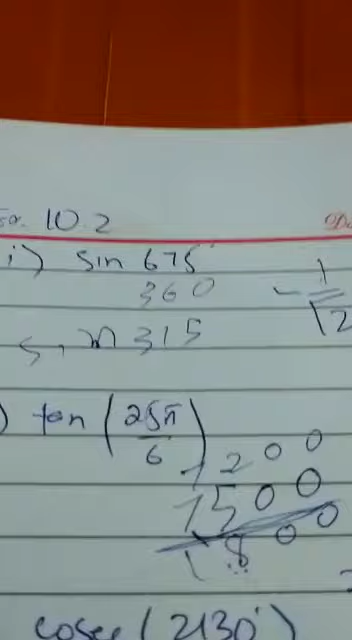 Ex. 10.2
i) sin 675°
360
- 1/√2
sin 315
) tan (25π/6)
1200
1500
1800
cosec (2130°)